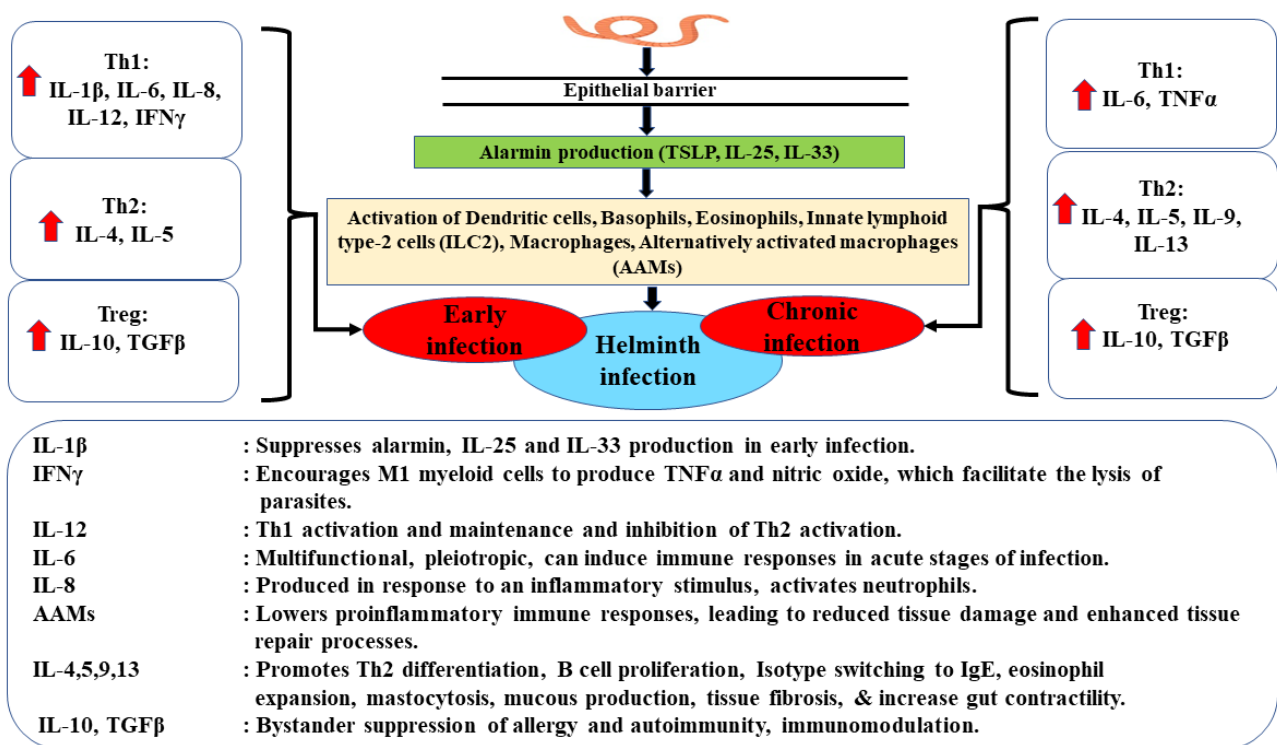 Th1:
IL-1β, IL-6, IL-8,
IL-12, IFNγ
Th2:
IL-4, IL-5
Treg:
IL-10, TGFβ
Epithelial barrier
Alarmin production (TSLP, IL-25, IL-33)
Activation of Dendritic cells, Basophils, Eosinophils, Innate lymphoid
type-2 cells (ILC2), Macrophages, Alternatively activated macrophages
(AAMs)
Early
infection
Helminth
infection
Chronic
infection
Th1:
IL-6, TNFα
Th2:
IL-4, IL-5, IL-9,
IL-13
Treg:
IL-10, TGFβ
IL-1β : Suppresses alarmin, IL-25 and IL-33 production in early infection.
IFNγ : Encourages M1 myeloid cells to produce TNFα and nitric oxide, which facilitate the lysis of
parasites.
IL-12 : Th1 activation and maintenance and inhibition of Th2 activation.
IL-6 : Multifunctional, pleiotropic, can induce immune responses in acute stages of infection.
IL-8 : Produced in response to an inflammatory stimulus, activates neutrophils.
AAMs : Lowers proinflammatory immune responses, leading to reduced tissue damage and enhanced tissue
repair processes.
IL-4,5,9,13 : Promotes Th2 differentiation, B cell proliferation, Isotype switching to IgE, eosinophil
expansion, mastocytosis, mucous production, tissue fibrosis, & increase gut contractility.
IL-10, TGFβ : Bystander suppression of allergy and autoimmunity, immunomodulation.